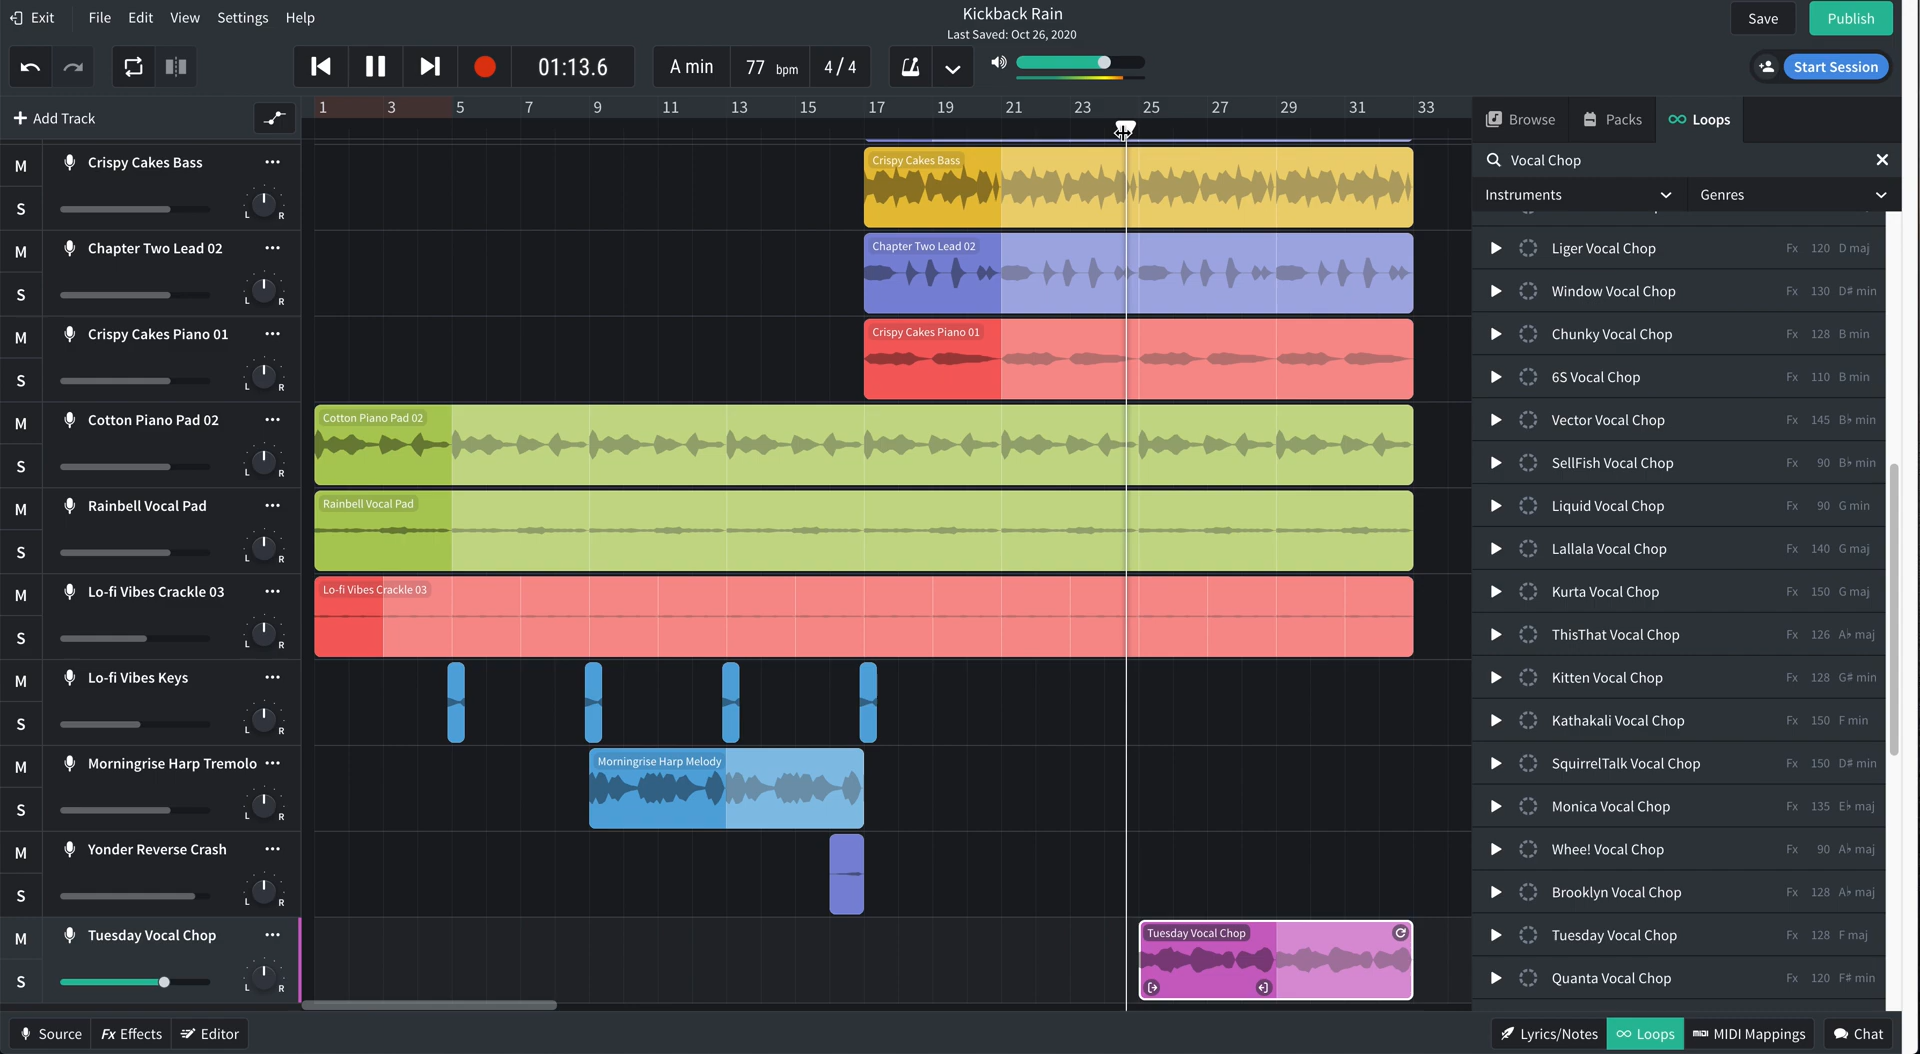 Exit File Edit View Settings Help
Kickback Rain
Last Saved: Oct 26, 2020
Save Publish
01:13.6 A min 77 bpm 4 / 4
Start Session
Add Track
1 3 5 7 9 11 13 15 17 19 21 23 25 27 29 31 33
Browse Packs Loops
Vocal Chop
Instruments Genres
M Crispy Cakes Bass •••
S L R
Crispy Cakes Bass
M Chapter Two Lead 02 •••
S L R
Chapter Two Lead 02
M Crispy Cakes Piano 01 •••
S L R
Crispy Cakes Piano 01
M Cotton Piano Pad 02 •••
S L R
Cotton Piano Pad 02
M Rainbell Vocal Pad •••
S L R
Rainbell Vocal Pad
M Lo-fi Vibes Crackle 03 •••
S L R
Lo-fi Vibes Crackle 03
M Lo-fi Vibes Keys •••
S L R
M Morningrise Harp Tremolo •••
S L R
Morningrise Harp Melody
M Yonder Reverse Crash •••
S L R
M Tuesday Vocal Chop •••
S L R
Tuesday Vocal Chop
Liger Vocal Chop Fx 120 D maj
Window Vocal Chop Fx 130 D# min
Chunky Vocal Chop Fx 128 B min
6S Vocal Chop Fx 110 B min
Vector Vocal Chop Fx 145 B♭ min
SellFish Vocal Chop Fx 90 B♭ min
Liquid Vocal Chop Fx 90 G min
Lallala Vocal Chop Fx 140 G maj
Kurta Vocal Chop Fx 150 G maj
ThisThat Vocal Chop Fx 126 A♭ maj
Kitten Vocal Chop Fx 128 G# min
Kathakali Vocal Chop Fx 150 F min
SquirrelTalk Vocal Chop Fx 150 D# min
Monica Vocal Chop Fx 135 E♭ maj
Whee! Vocal Chop Fx 90 A♭ maj
Brooklyn Vocal Chop Fx 128 A♭ maj
Tuesday Vocal Chop Fx 128 F maj
Quanta Vocal Chop Fx 120 F# min
Source Fx Effects Editor
Lyrics/Notes Loops MIDI Mappings Chat